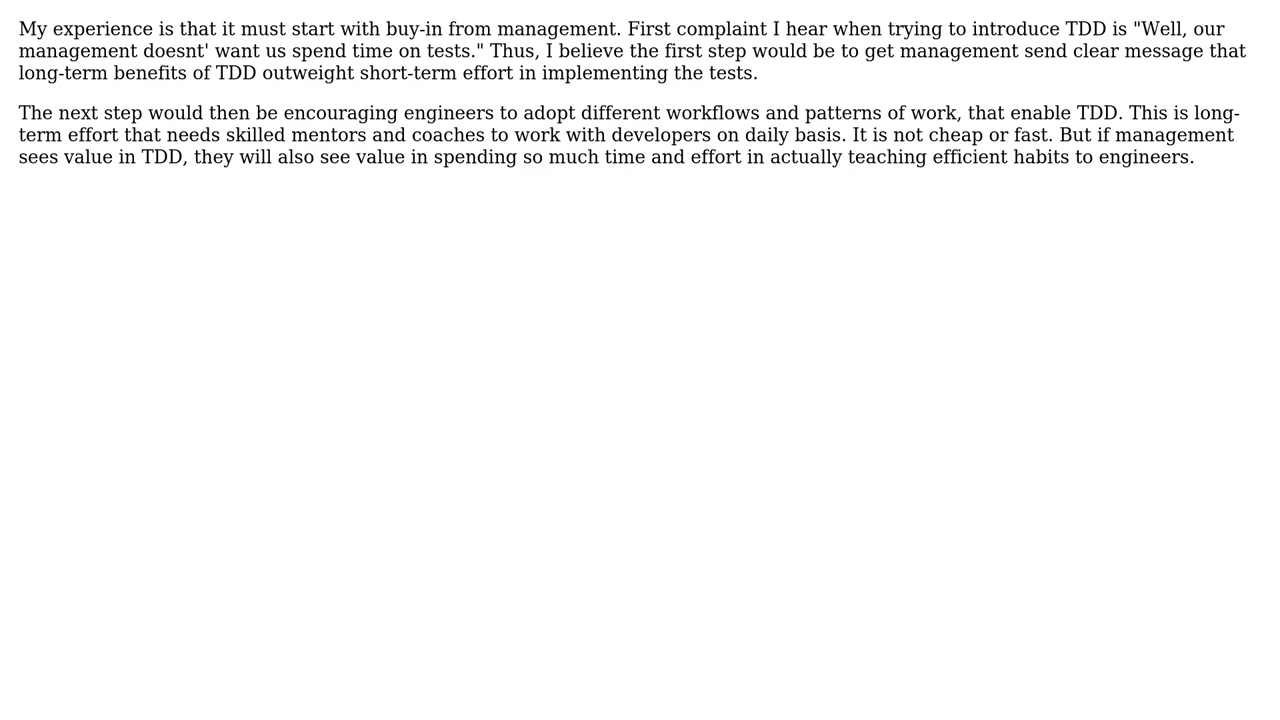 My experience is that it must start with buy-in from management. First complaint I hear when trying to introduce TDD is "Well, our
management doesnt' want us spend time on tests." Thus, I believe the first step would be to get management send clear message that
long-term benefits of TDD outweight short-term effort in implementing the tests.
The next step would then be encouraging engineers to adopt different workflows and patterns of work, that enable TDD. This is long-
term effort that needs skilled mentors and coaches to work with developers on daily basis. It is not cheap or fast. But if management
sees value in TDD, they will also see value in spending so much time and effort in actually teaching efficient habits to engineers.